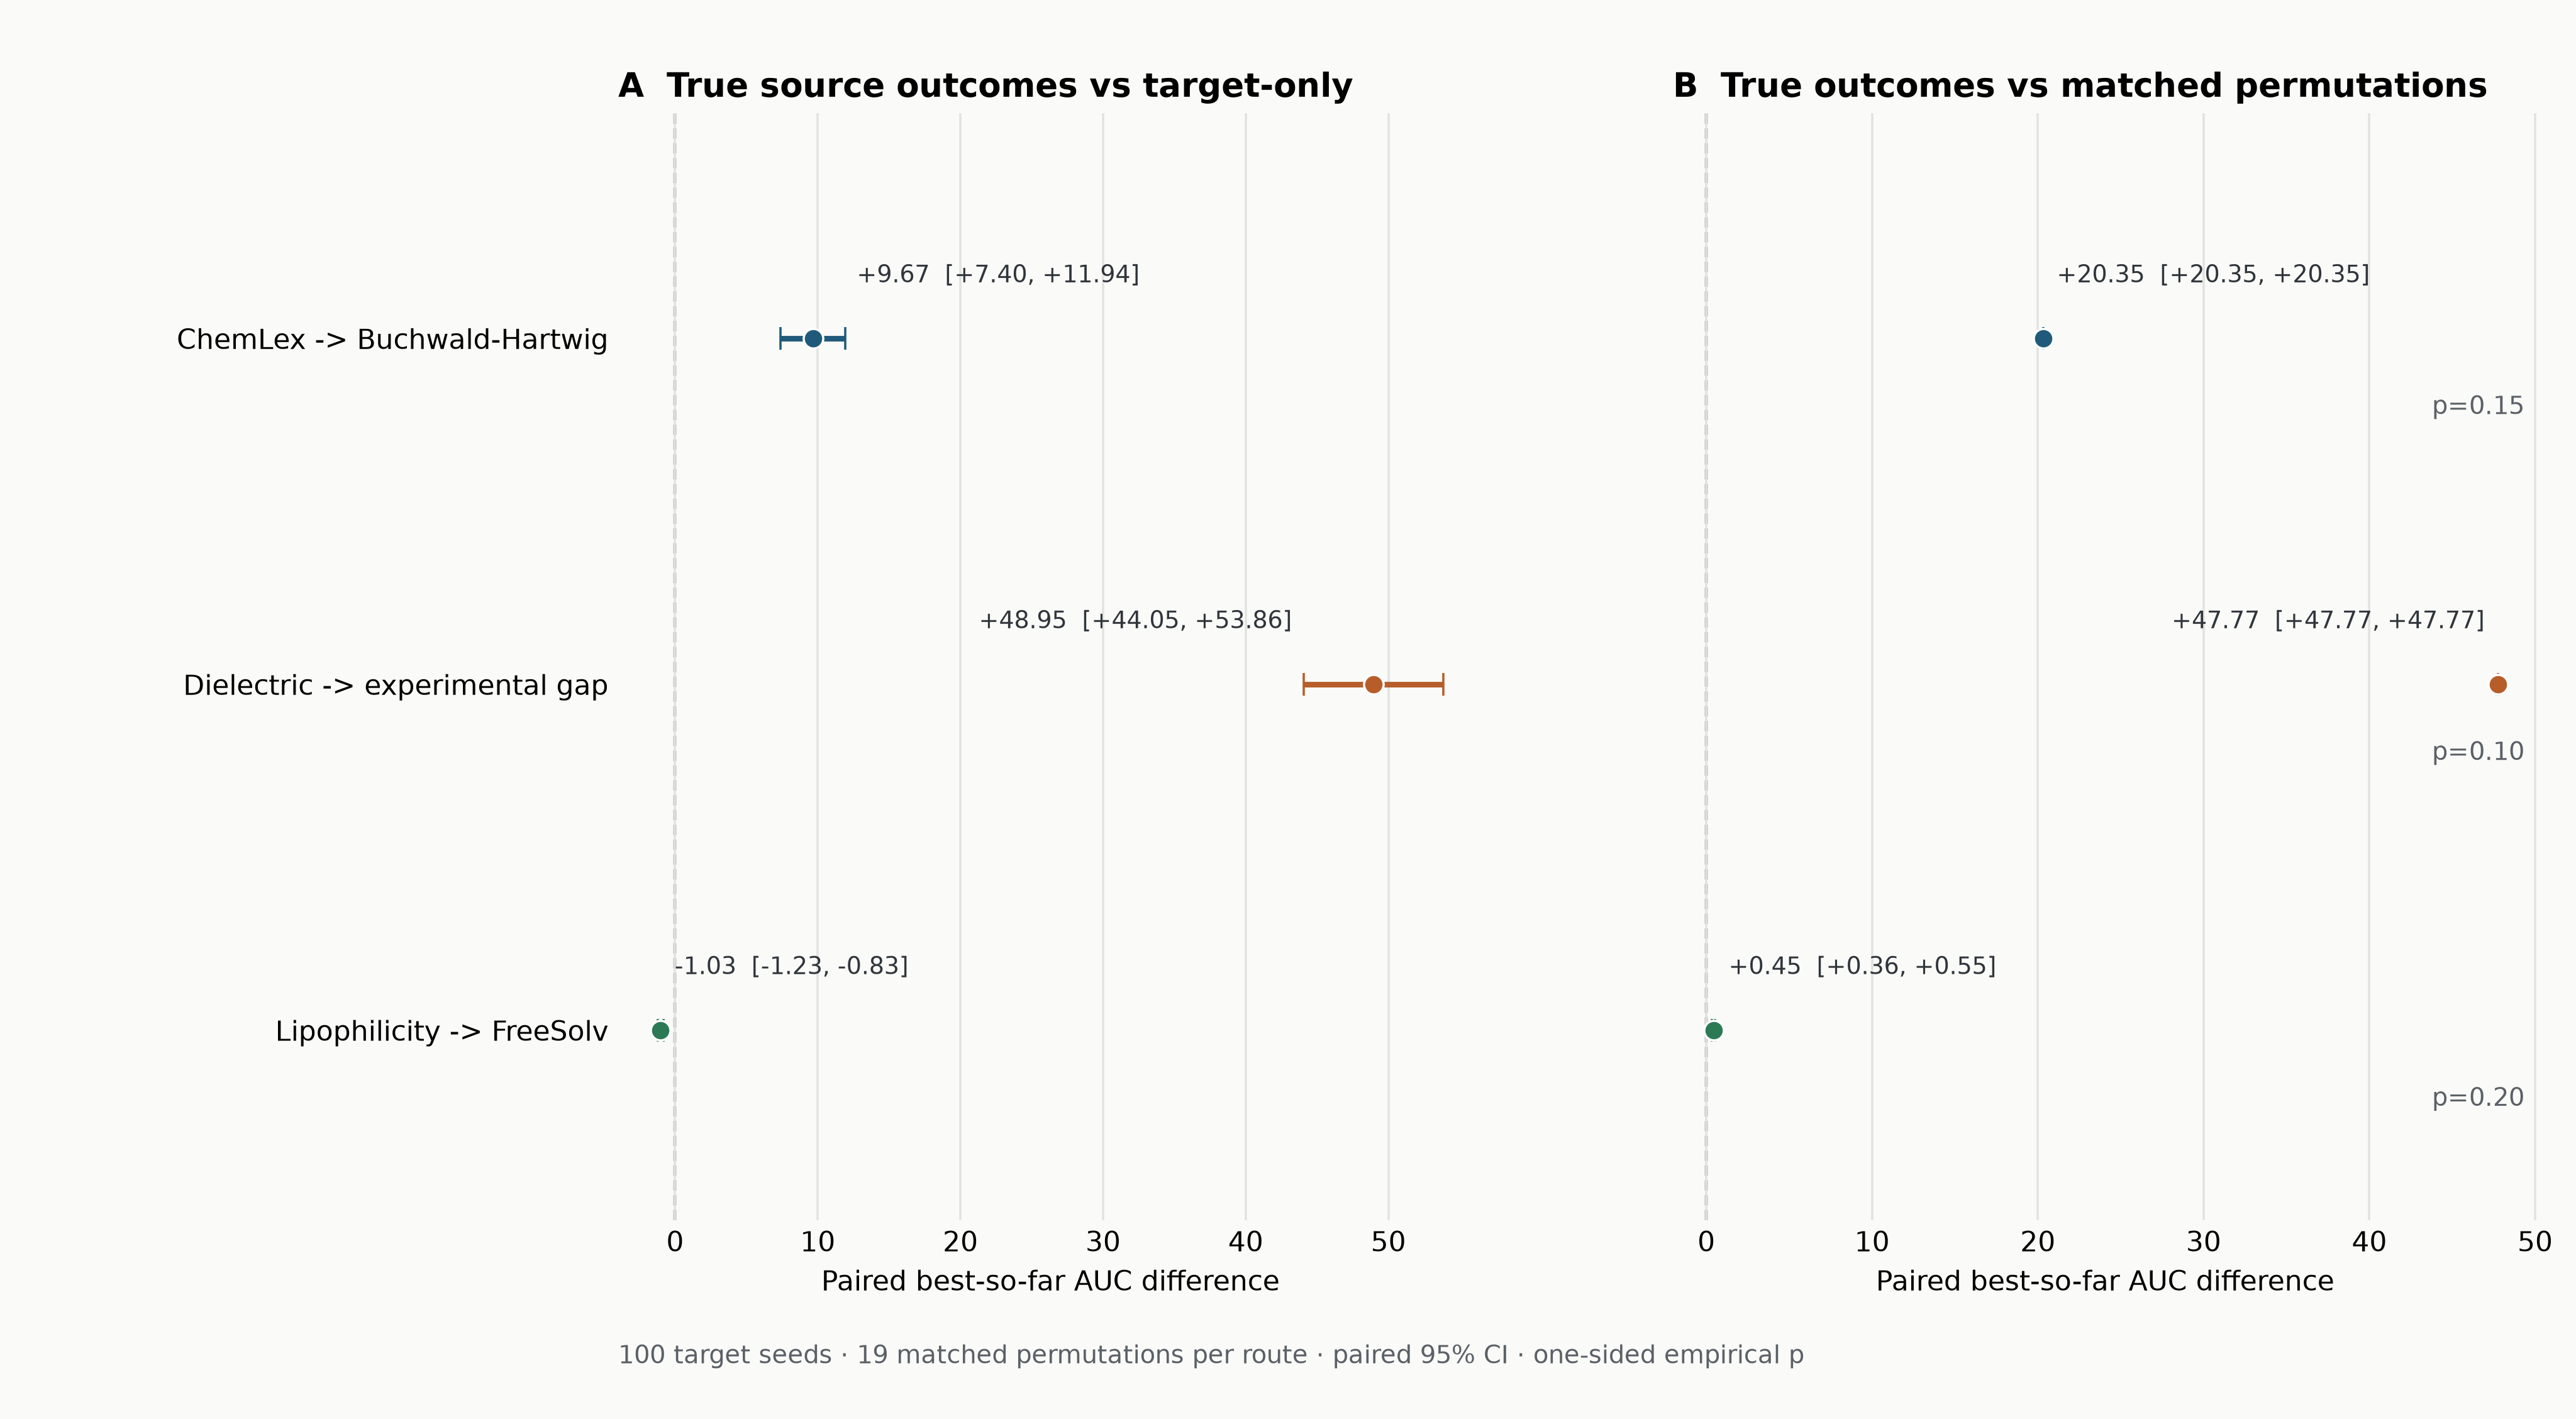 A  True source outcomes vs target-only
+9.67  [+7.40, +11.94]
ChemLex -> Buchwald-Hartwig
+48.95  [+44.05, +53.86]
Dielectric -> experimental gap
-1.03  [-1.23, -0.83]
Lipophilicity -> FreeSolv
0 10 20 30 40 50
Paired best-so-far AUC difference
B  True outcomes vs matched permutations
+20.35  [+20.35, +20.35]
p=0.15
+47.77  [+47.77, +47.77]
p=0.10
+0.45  [+0.36, +0.55]
p=0.20
0 10 20 30 40 50
Paired best-so-far AUC difference
100 target seeds · 19 matched permutations per route · paired 95% CI · one-sided empirical p